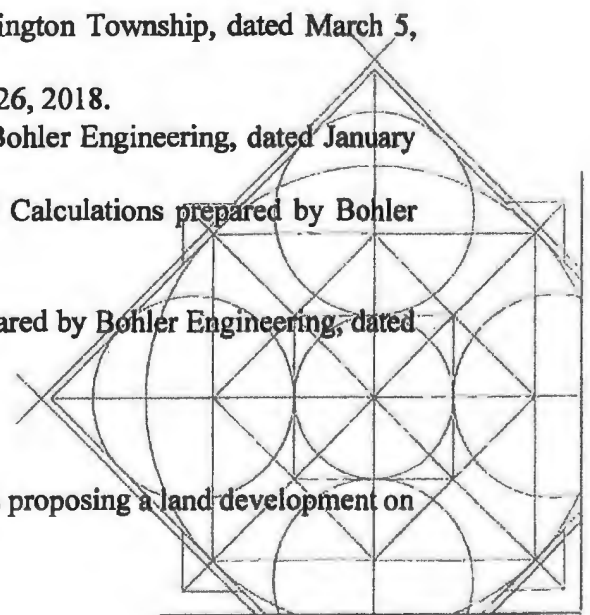 ington Township, dated March 5,
26, 2018.
Bohler Engineering, dated January
Calculations prepared by Bohler
ared by Bohler Engineering, dated
proposing a land development on